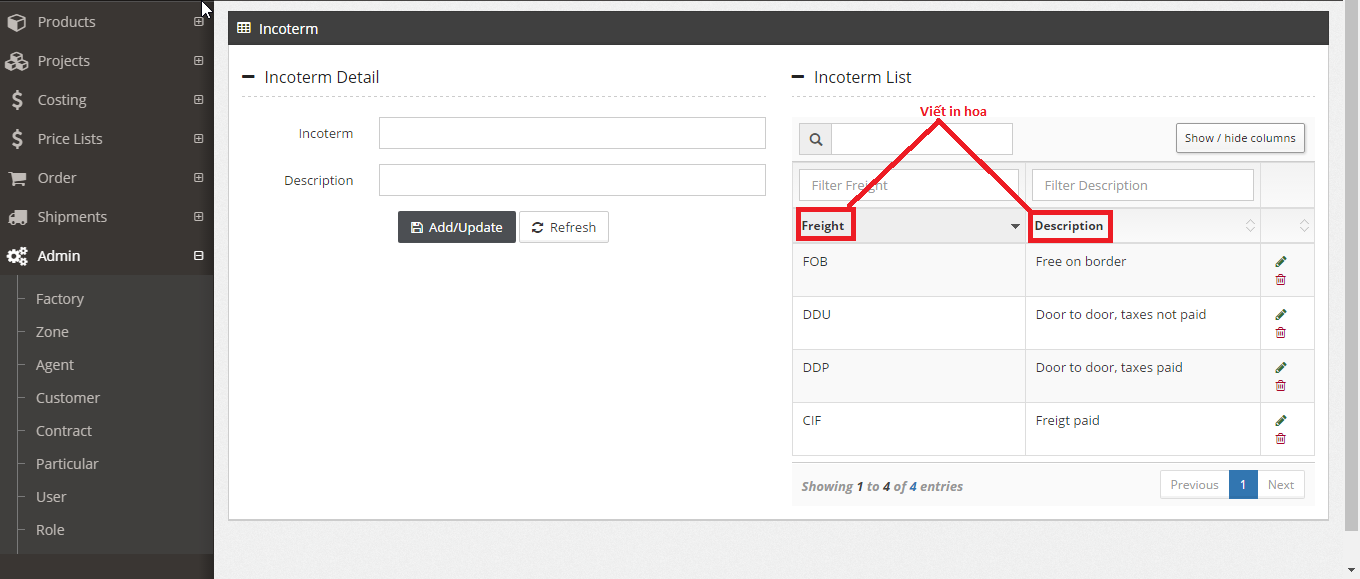 Products
Projects
Costing
Price Lists
Order
Shipments
Admin
Factory
Zone
Agent
Customer
Contract
Particular
User
Role
Incoterm
Incoterm Detail
Incoterm
Description
Add/Update Refresh
Incoterm List
Viết in hoa
Show / hide columns
Filter Freight Filter Description
Freight Description
FOB Free on border
DDU Door to door, taxes not paid
DDP Door to door, taxes paid
CIF Freigt paid
Showing 1 to 4 of 4 entries
Previous 1 Next